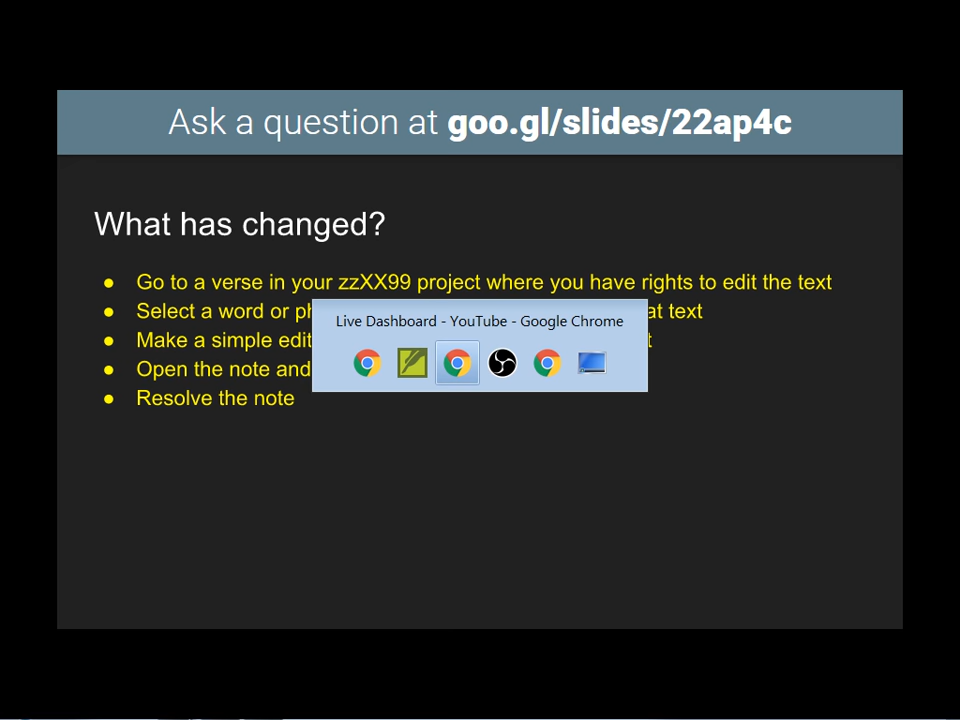 Ask a question at goo.gl/slides/22ap4c
What has changed?
● Go to a verse in your zzXX99 project where you have rights to edit the text
● Select a word or text
Live Dashboard - YouTube - Google Chrome
● Make a simple edit
● Open the note and
● Resolve the note